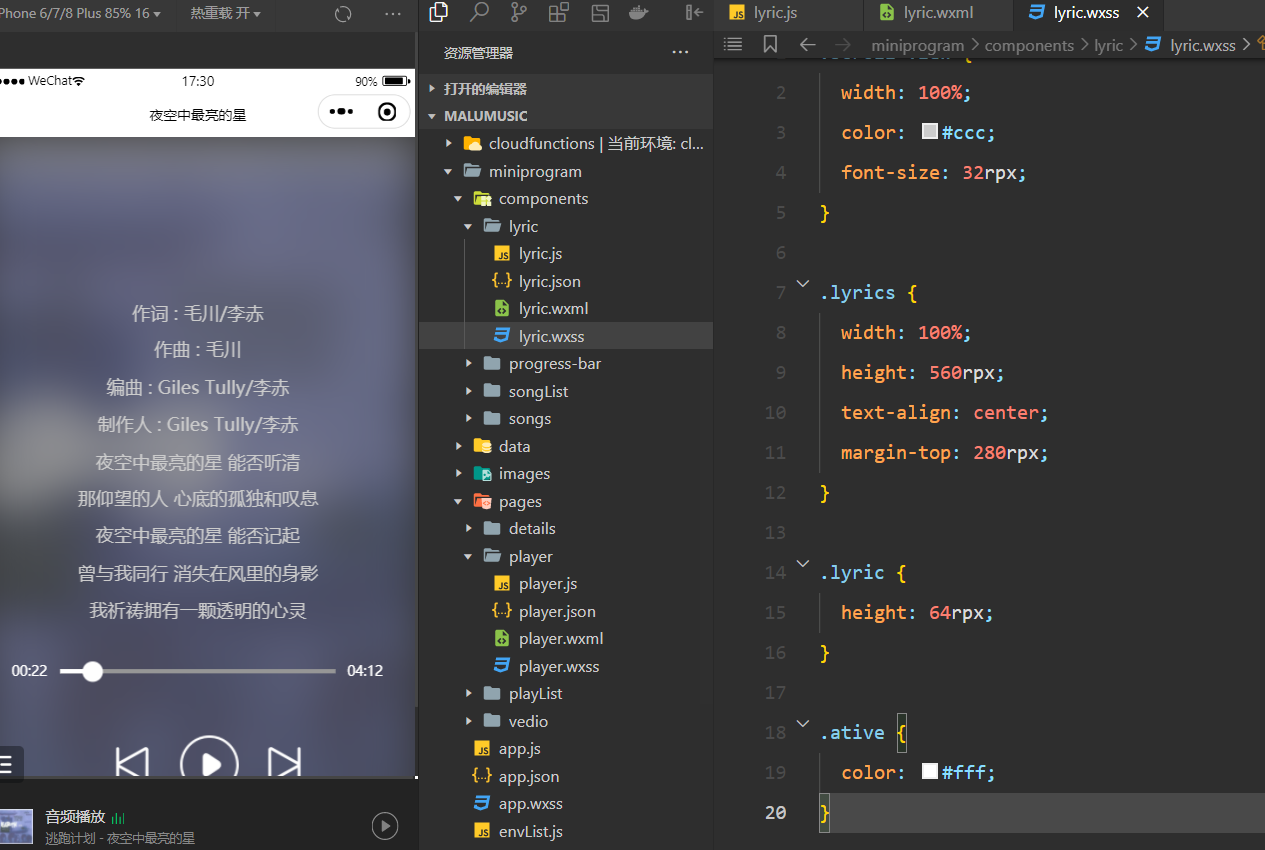 Phone 6/7/8 Plus 85% 16
热重载 开
WeChat
17:30
90%
夜空中最亮的星
作词 : 毛川/李赤
作曲 : 毛川
编曲 : Giles Tully/李赤
制作人 : Giles Tully/李赤
夜空中最亮的星 能否听清
那仰望的人 心底的孤独和叹息
夜空中最亮的星 能否记起
曾与我同行 消失在风里的身影
我祈祷拥有一颗透明的心灵
00:22
04:12
音频播放
逃跑计划 - 夜空中最亮的星
资源管理器
打开的编辑器
MALUMUSIC
cloudfunctions | 当前环境: cl...
miniprogram
components
lyric
lyric.js
lyric.json
lyric.wxml
lyric.wxss
progress-bar
songList
songs
data
images
pages
details
player
player.js
player.json
player.wxml
player.wxss
playList
vedio
app.js
app.json
app.wxss
envList.js
lyric.js
lyric.wxml
lyric.wxss
miniprogram > components > lyric > lyric.wxss >
2 width: 100%;
3 color: #ccc;
4 font-size: 32rpx;
5 }
6
7 .lyrics {
8 width: 100%;
9 height: 560rpx;
10 text-align: center;
11 margin-top: 280rpx;
12 }
13
14 .lyric {
15 height: 64rpx;
16 }
17
18 .ative {
19 color: #fff;
20 }